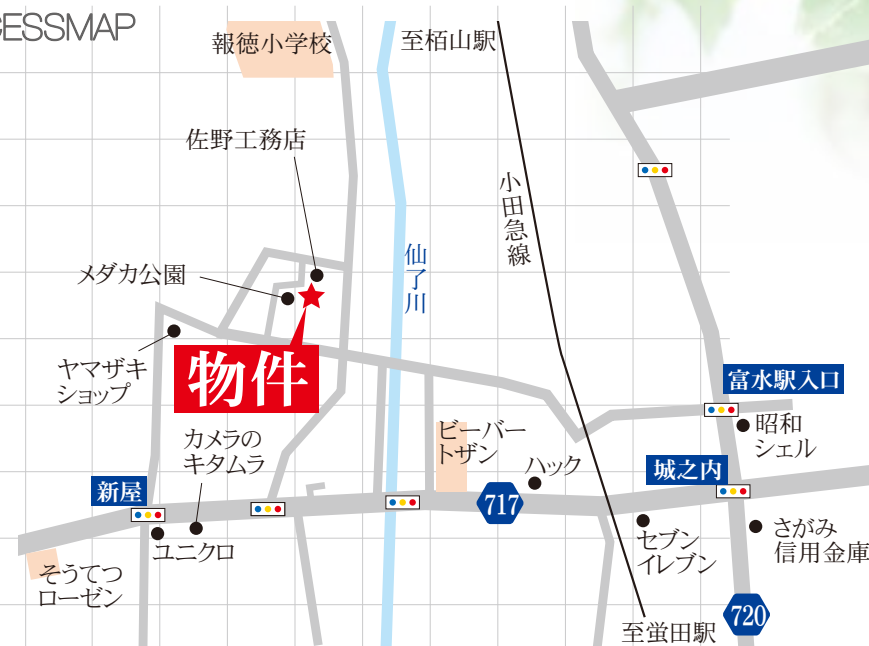 CESSMAP
報徳小学校
至栢山駅
佐野工務店
小田急線
仙了川
メダカ公園
ヤマザキ
ショップ
物件
富水駅入口
昭和
シェル
カメラの
キタムラ
ビーバー
トザン
ハック
城之内
新屋
717
ユニクロ
セブン
イレブン
さがみ
信用金庫
そうてつ
ローゼン
720
至蛍田駅